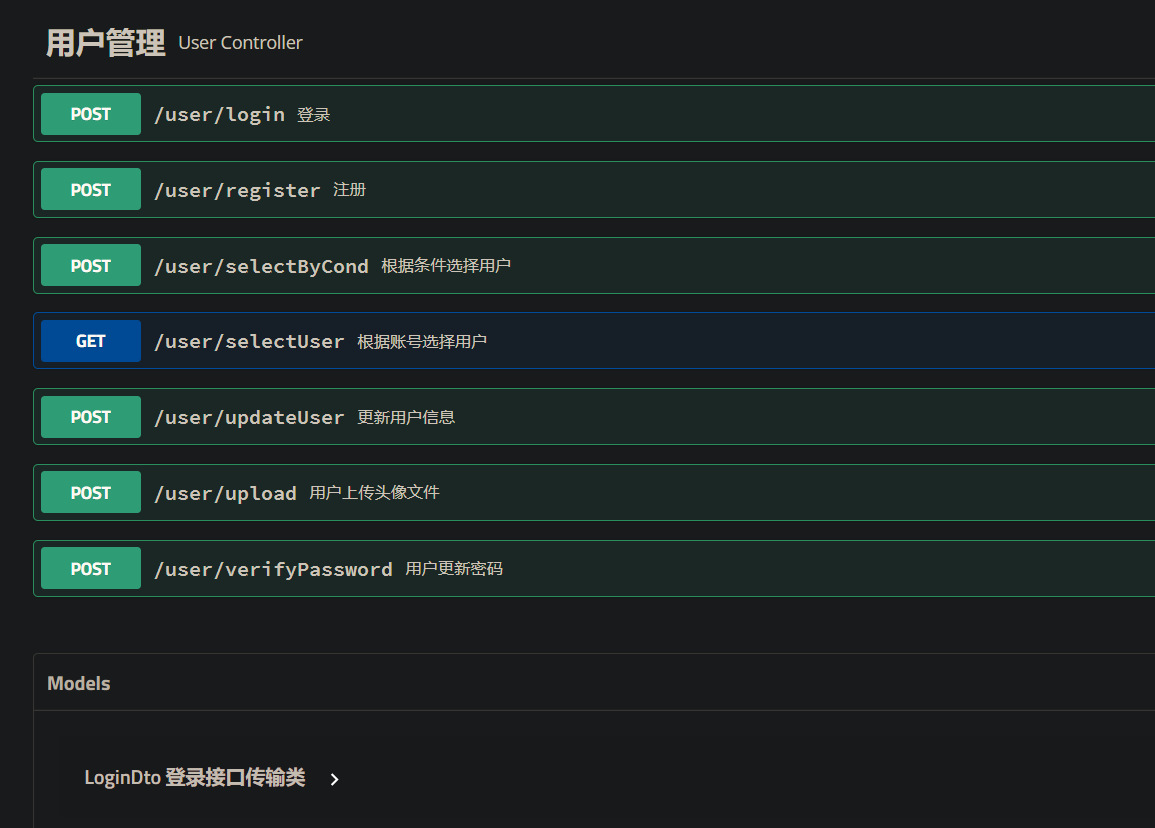 用户管理 User Controller
POST /user/login 登录
POST /user/register 注册
POST /user/selectByCond 根据条件选择用户
GET /user/selectUser 根据账号选择用户
POST /user/updateUser 更新用户信息
POST /user/upload 用户上传头像文件
POST /user/verifyPassword 用户更新密码
Models
LoginDto 登录接口传输类